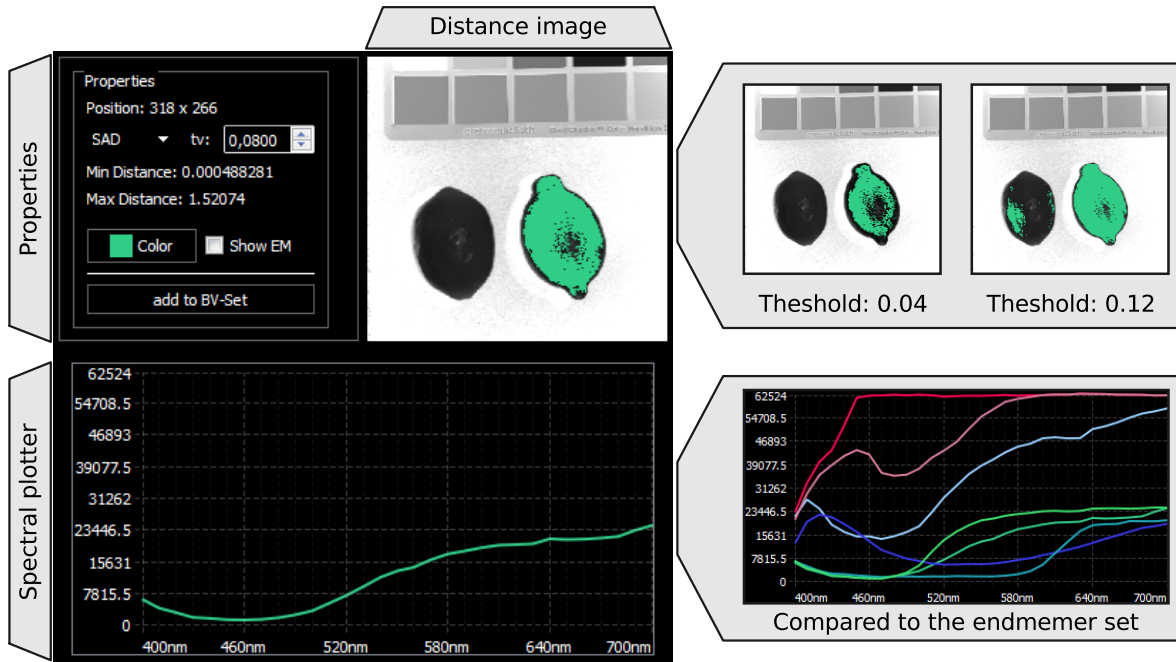 Distance image
Properties
Properties
Position: 318 x 266
SAD
tv:
0,0800
Min Distance: 0.000488281
Max Distance: 1.52074
Color
Show EM
add to BV-Set
Theshold: 0.04
Theshold: 0.12
Spectral plotter
62524
54708.5
46893
39077.5
31262
23446.5
15631
7815.5
0
400nm
460nm
520nm
580nm
640nm
700nm
62524
54708.5
46893
39077.5
31262
23446.5
15631
7815.5
0
400nm
460nm
520nm
580nm
640nm
700nm
Compared to the endmemer set